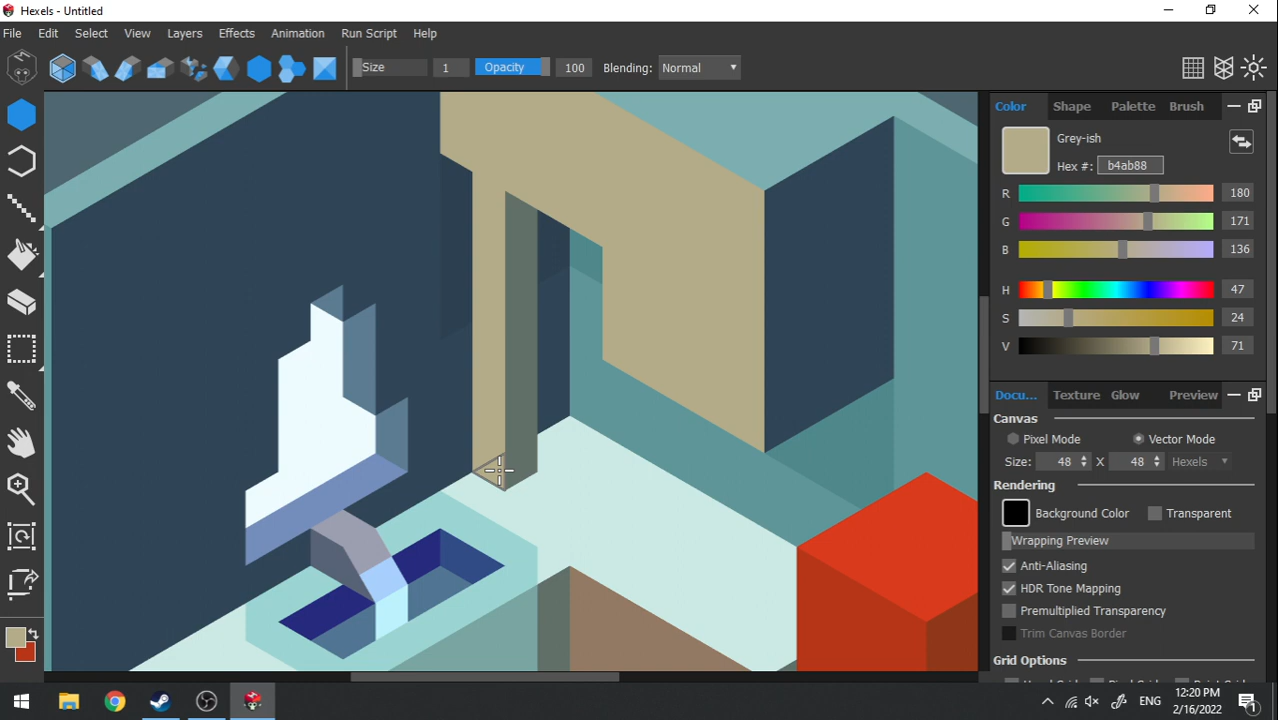 Hexels - Untitled
File Edit Select View Layers Effects Animation Run Script Help
Size 1 Opacity 100 Blending: Normal
Color Shape Palette Brush
Grey-ish
Hex #: b4ab88
R 180
G 171
B 136
H 47
S 24
V 71
Docu... Texture Glow Preview
Canvas
Pixel Mode Vector Mode
Size: 48 X 48 Hexels
Rendering
Background Color Transparent
Wrapping Preview
Anti-Aliasing
HDR Tone Mapping
Premultiplied Transparency
Trim Canvas Border
Grid Options
ENG
12:20 PM
2/16/2022
1